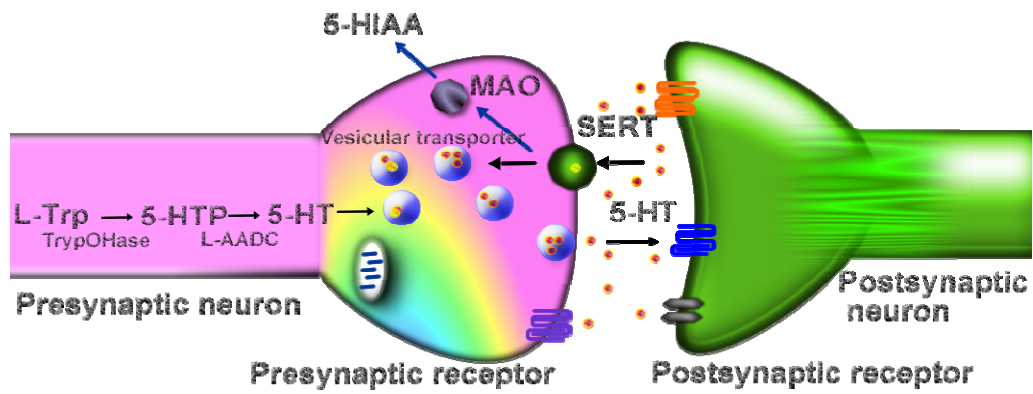 5-HIAA
MAO
Vesicular transporter
SERT
L-Trp 5-HTP 5-HT
TrypOHase L-AADC
5-HT
Presynaptic neuron
Postsynaptic
neuron
Presynaptic receptor
Postsynaptic receptor